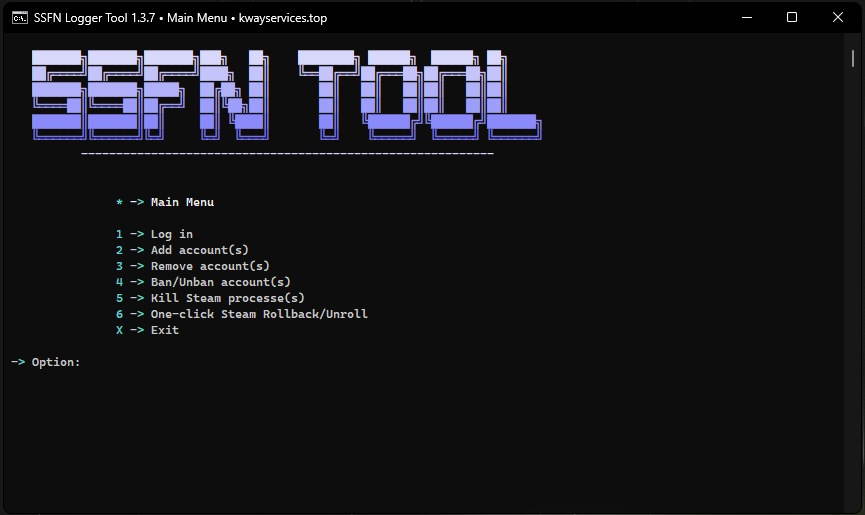 SSFN Logger Tool 1.3.7 • Main Menu • kwayservices.top
SSFN TOOL
* -> Main Menu
1 -> Log in
2 -> Add account(s)
3 -> Remove account(s)
4 -> Ban/Unban account(s)
5 -> Kill Steam processe(s)
6 -> One-click Steam Rollback/Unroll
X -> Exit
-> Option: